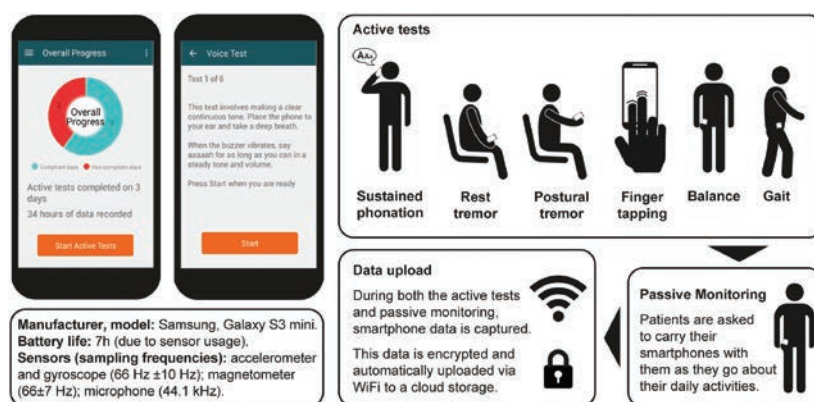 Overall Progress
Overall
Progress
Compliant days
Non-compliant days
Active tests completed on 3
days
34 hours of data recorded
Start Active Tests
Voice Test
Test 1 of 6
This test involves making a clear
continuous tone. Place the phone to
your ear and take a deep breath.
When the buzzer vibrates, say
aaaaah for as long as you can in a
steady tone and volume.
Press Start when you are ready
Start
Manufacturer, model: Samsung, Galaxy S3 mini.
Battery life: 7h (due to sensor usage).
Sensors (sampling frequencies): accelerometer
and gyroscope (66 Hz ±10 Hz); magnetometer
(66±7 Hz); microphone (44.1 kHz).
Active tests
Sustained
phonation
Rest
tremor
Postural
tremor
Finger
tapping
Balance
Gait
Data upload
During both the active tests
and passive monitoring,
smartphone data is captured.
This data is encrypted and
automatically uploaded via
WiFi to a cloud storage.
Passive Monitoring
Patients are asked
to carry their
smartphones with
them as they go about
their daily activities.